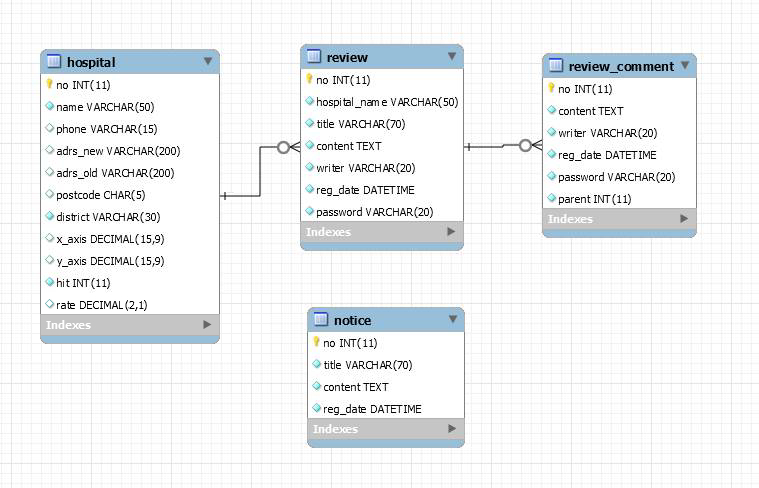 hospital
no INT(11)
name VARCHAR(50)
phone VARCHAR(15)
adrs_new VARCHAR(200)
adrs_old VARCHAR(200)
postcode CHAR(5)
district VARCHAR(30)
x_axis DECIMAL(15,9)
y_axis DECIMAL(15,9)
hit INT(11)
rate DECIMAL(2,1)
Indexes
review
no INT(11)
hospital_name VARCHAR(50)
title VARCHAR(70)
content TEXT
writer VARCHAR(20)
reg_date DATETIME
password VARCHAR(20)
Indexes
review_comment
no INT(11)
content TEXT
writer VARCHAR(20)
reg_date DATETIME
password VARCHAR(20)
parent INT(11)
Indexes
notice
no INT(11)
title VARCHAR(70)
content TEXT
reg_date DATETIME
Indexes